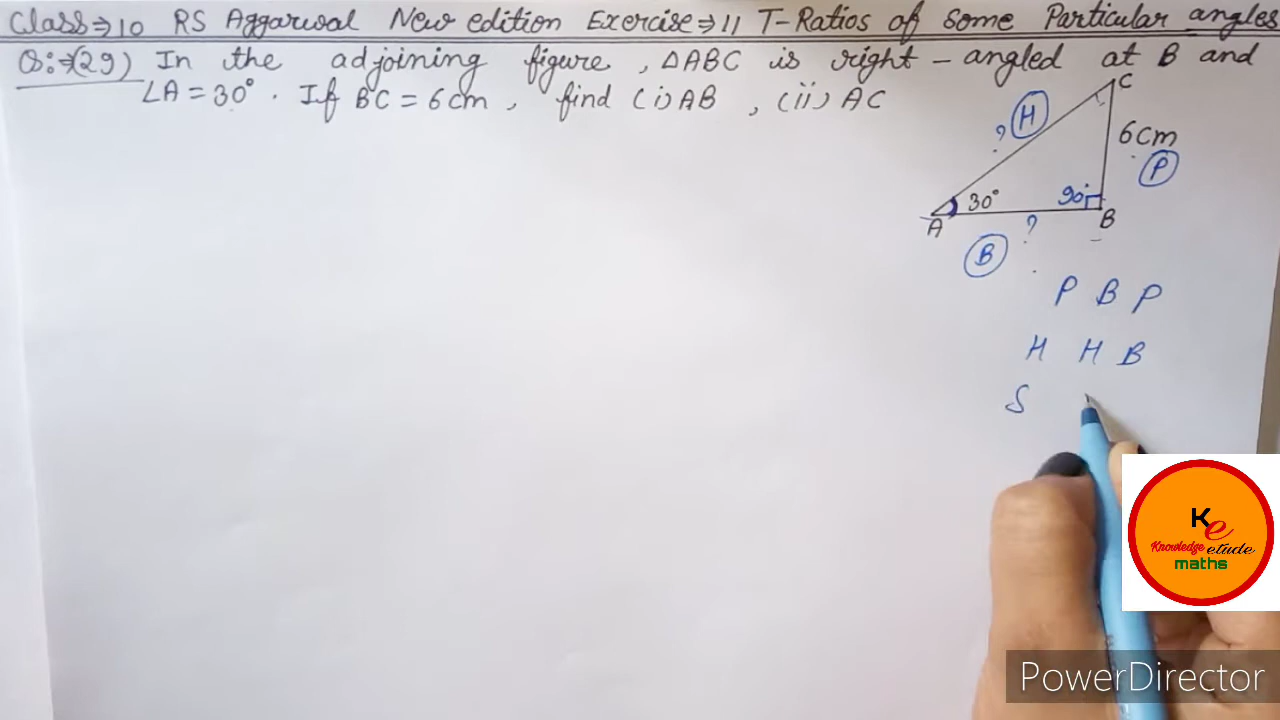 Class⇒10 RS Aggarwal New edition Exercise⇒11 T-Ratios of Some Particular angles
Q:⇒(29) In the adjoining figure, ΔABC is right-angled at B and
∠A = 30°. If BC = 6cm, find (i) AB, (ii) AC
C
H
?
6cm
P
30°
90°
A
B
?
B
P B P
H H B
S
Ke
Knowledge etude
maths
PowerDirector